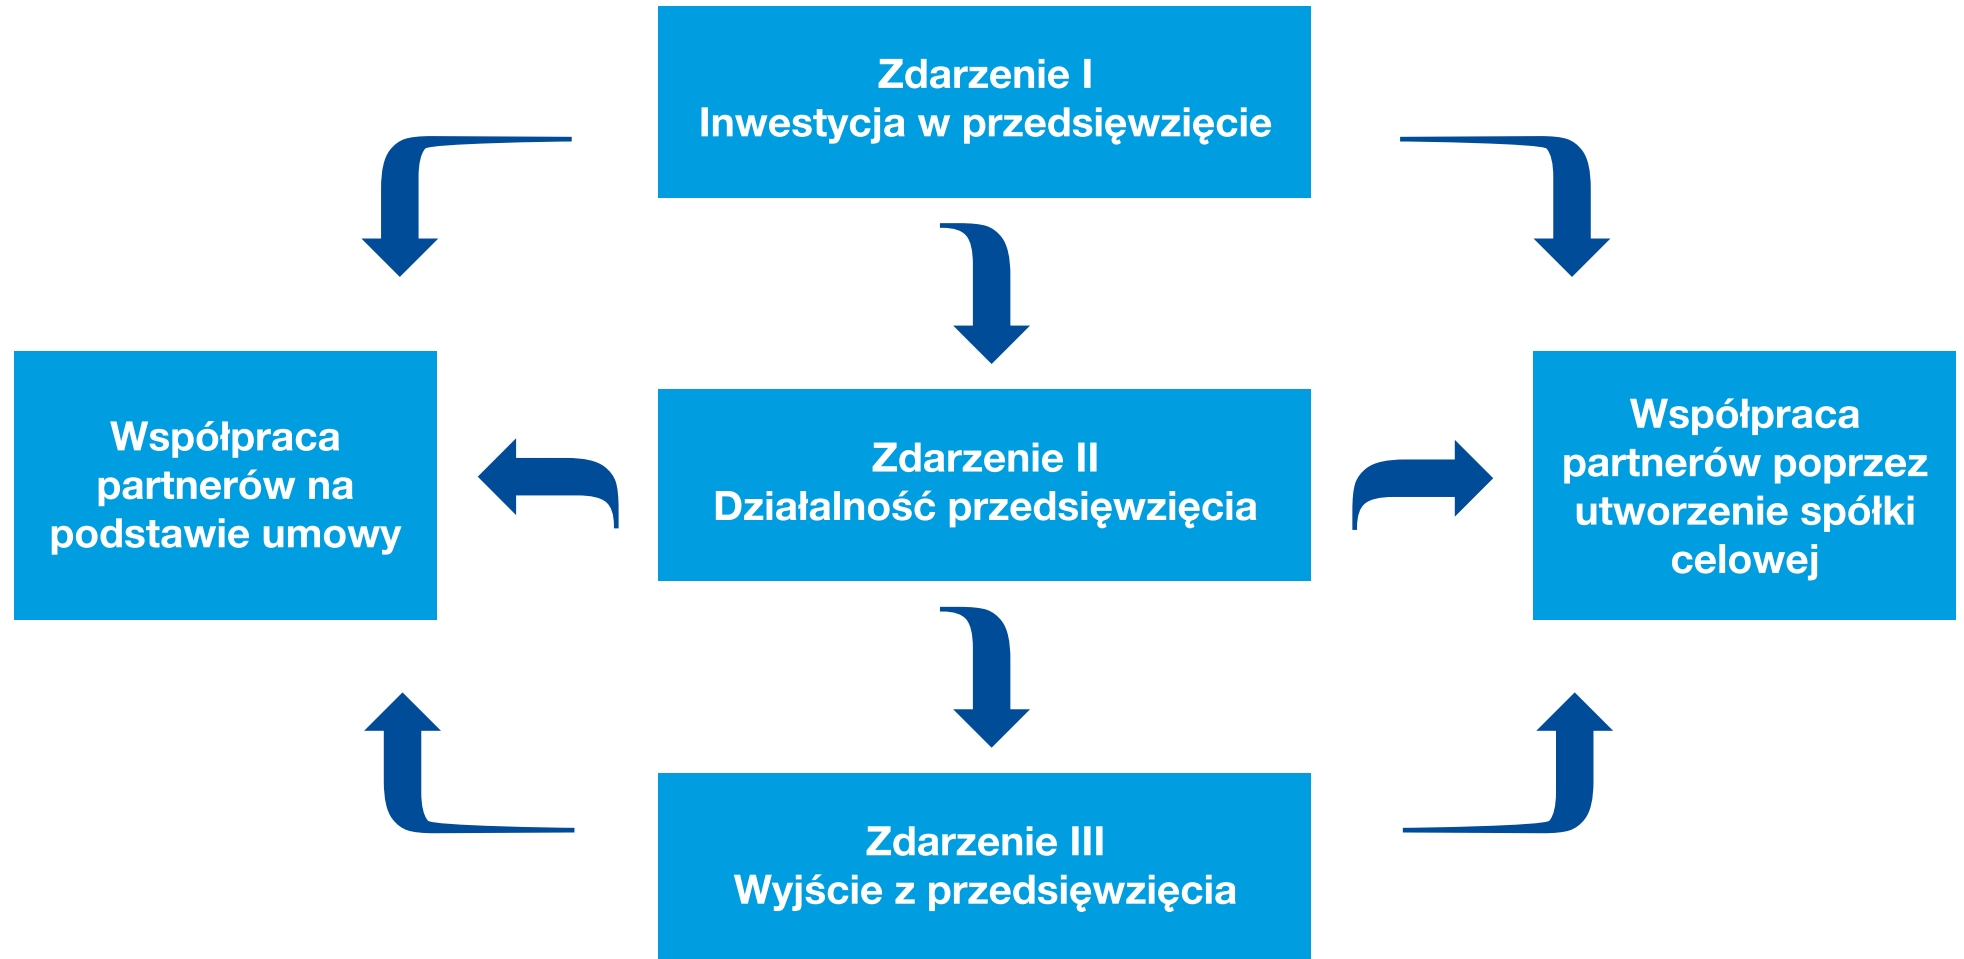 Zdarzenie I
Inwestycja w przedsięwzięcie
Współpraca
partnerów na
podstawie umowy
Zdarzenie II
Działalność przedsięwzięcia
Współpraca
partnerów poprzez
utworzenie spółki
celowej
Zdarzenie III
Wyjście z przedsięwzięcia